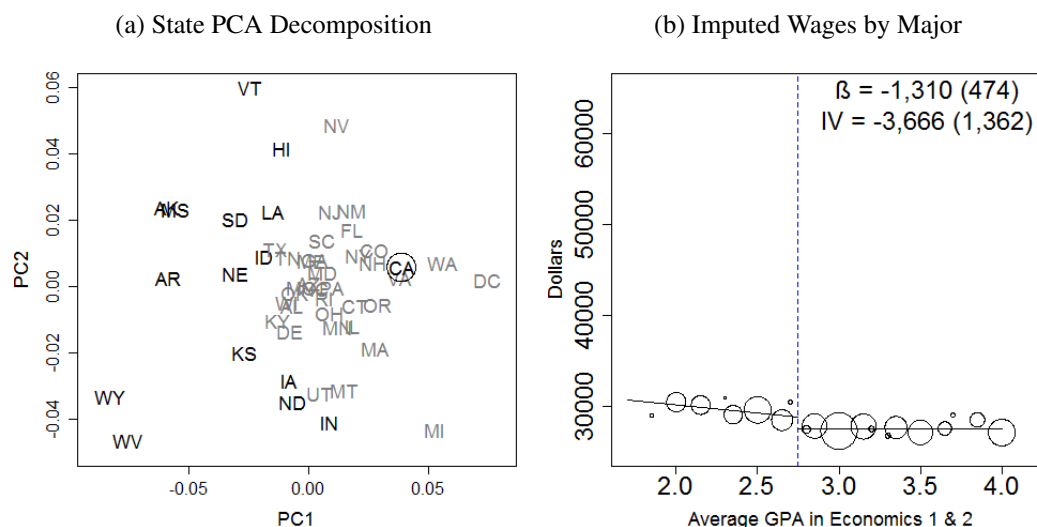 (a) State PCA Decomposition
(b) Imputed Wages by Major
PC2
0.06
0.04
0.02
0.00
-0.02
-0.04
VT
NV
HI
AK
MS
SD
LA
NJ
NM
FL
SC
TX
ID
NY
CO
NH
CA
VA
WA
DC
AR
NE
MD
PA
AL
RI
CT
OR
OH
KY
DE
MN
IL
KS
MA
IA
UT
MT
ND
IN
MI
WY
WV
-0.05
0.00
0.05
PC1
ß = -1,310 (474)
IV = -3,666 (1,362)
Dollars
60000
50000
40000
30000
2.0
2.5
3.0
3.5
4.0
Average GPA in Economics 1 & 2